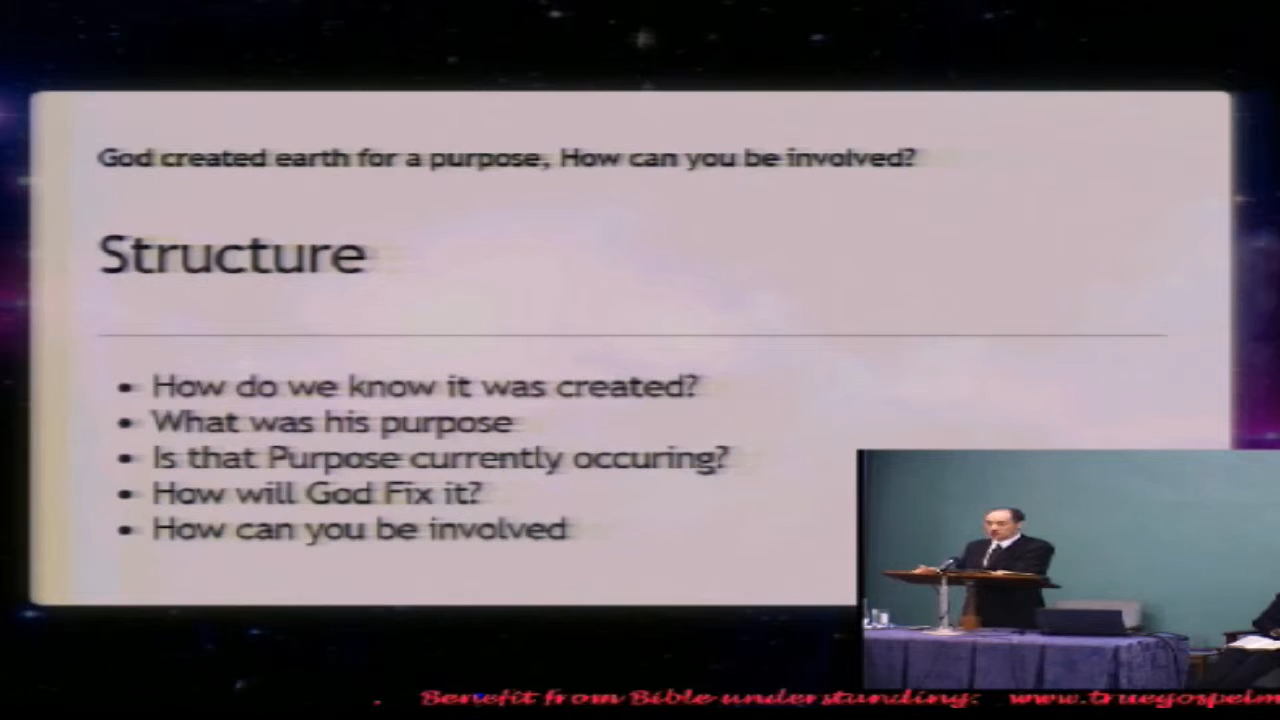 God created earth for a purpose, How can you be involved?
Structure
• How do we know it was created?
• What was his purpose
• Is that Purpose currently occuring?
• How will God Fix it?
• How can you be involved
Benefit from Bible understanding: www.truegospelm